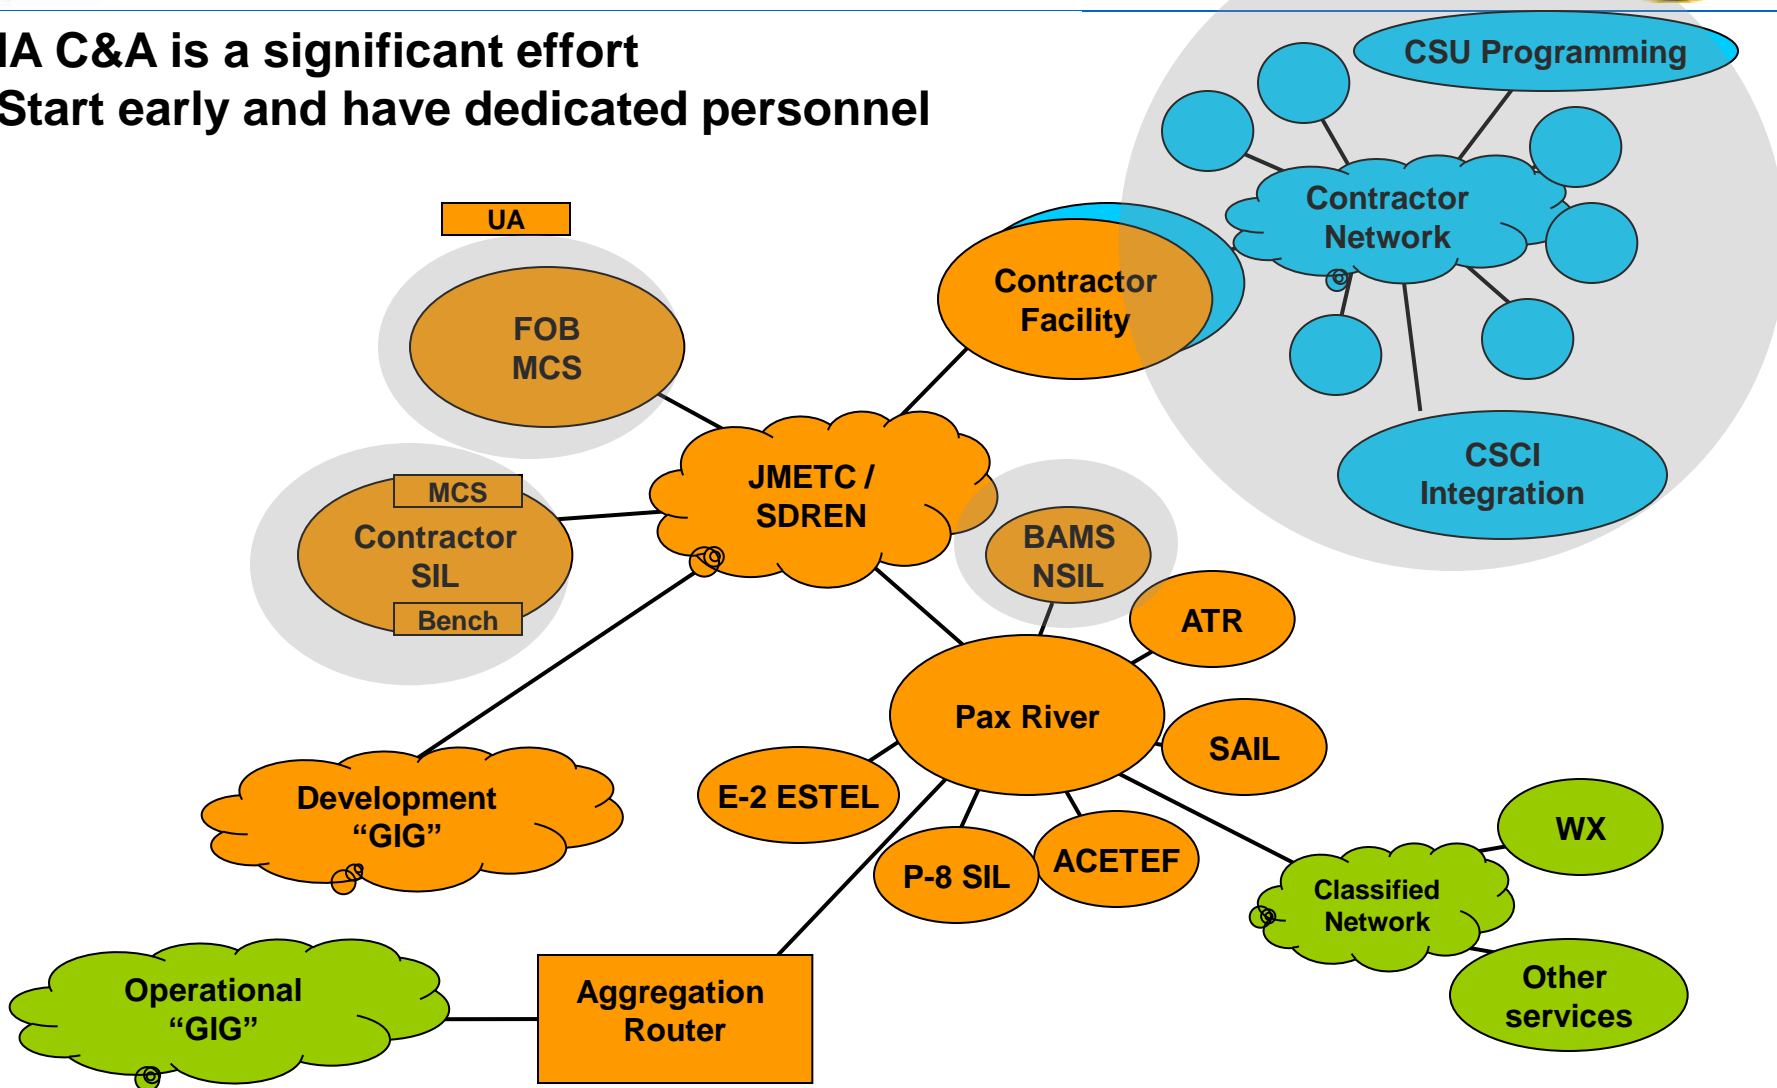 IA C&A is a significant effort
Start early and have dedicated personnel
CSU Programming
Contractor
Network
UA
Contractor
Facility
FOB
MCS
CSCI
Integration
JMETC /
SDREN
MCS
Contractor
SIL
Bench
BAMS
NSIL
ATR
Pax River
SAIL
E-2 ESTEL
Development
“GIG”
P-8 SIL
ACETEF
WX
Classified
Network
Operational
“GIG”
Aggregation
Router
Other
services